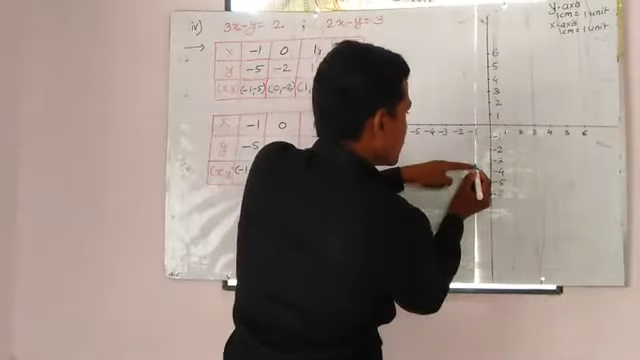 iv) 3x-y=2 ; 2x-y=3
y-axis
1cm = 1 unit
x-axis
1cm = 1 unit
x -1 0 1
y -5 -2 1
(x,y) (-1,-5) (0,-2) (1,
x -1 0
y -5
(x,y) (-1
6
5
4
3
2
1
-5 -4 -3 -2 -1 1 2 3 4 5 6
-1
-2
-3
-4
-5